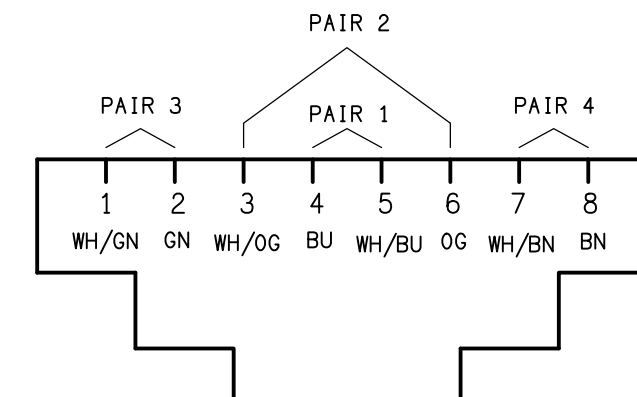 PAIR 2
PAIR 3 PAIR 1 PAIR 4
1 2 3 4 5 6 7 8
WH/GN GN WH/OG BU WH/BU OG WH/BN BN